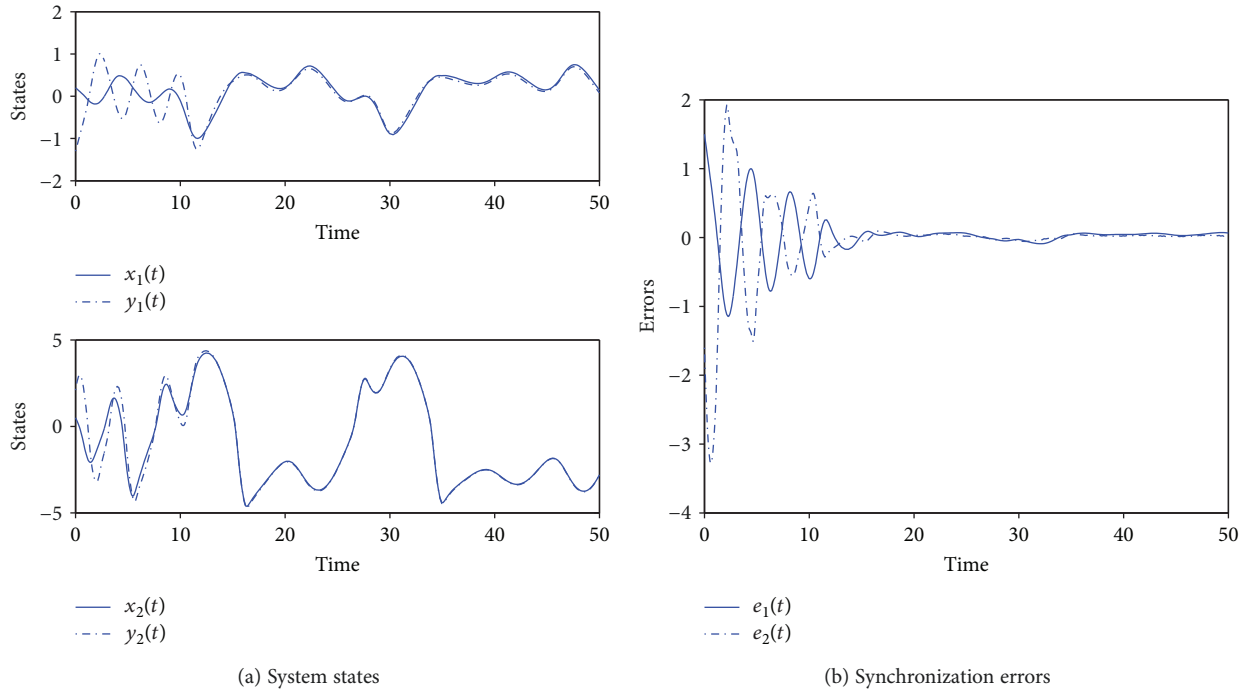 2
1
0
−1
−2
States
0 10 20 30 40 50
Time
x₁(t)
y₁(t)
5
0
−5
States
0 10 20 30 40 50
Time
x₂(t)
y₂(t)
(a) System states
2
1
0
−1
−2
−3
−4
Errors
0 10 20 30 40 50
Time
e₁(t)
e₂(t)
(b) Synchronization errors